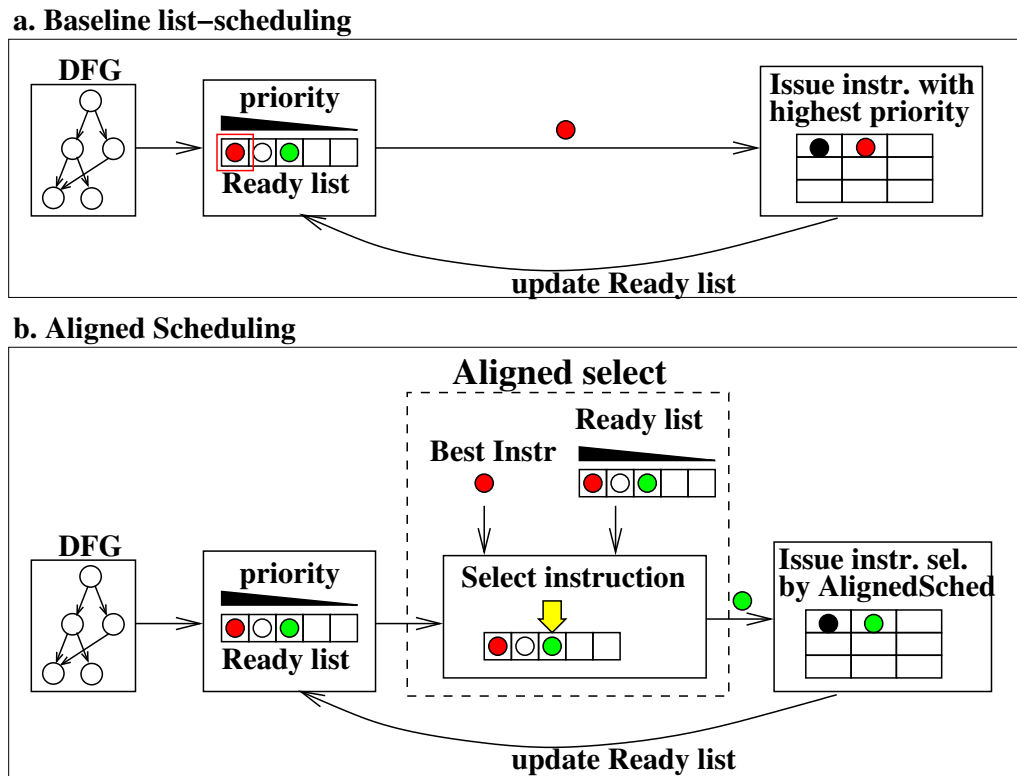 a. Baseline list-scheduling
DFG
priority
Ready list
Issue instr. with
highest priority
update Ready list
b. Aligned Scheduling
Aligned select
Ready list
Best Instr
DFG
priority
Ready list
Select instruction
Issue instr. sel.
by AlignedSched
update Ready list